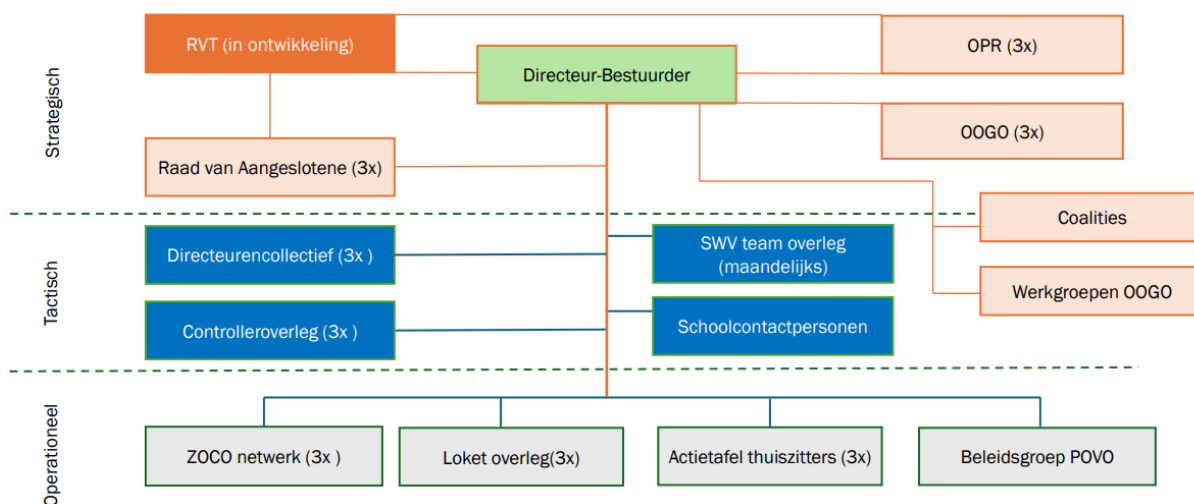 Strategisch
RVT (in ontwikkeling)
OPR (3x)
Directeur-Bestuurder
OOGO (3x)
Raad van Aangeslotene (3x)
Coalities
Tactisch
Directeurencollectief (3x )
SWV team overleg
(maandelijks)
Werkgroepen OOGO
Controlleroverleg (3x )
Schoolcontactpersonen
Operationeel
ZOCO netwerk (3x )
Loket overleg(3x)
Actietafel thuiszitters (3x)
Beleidsgroep POVO